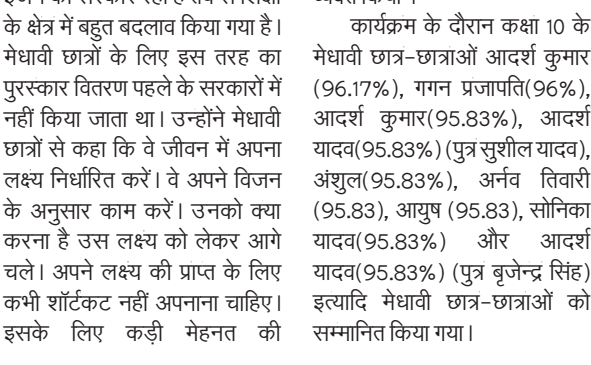 के क्षेत्र में बहुत बदलाव किया गया है।
मेधावी छात्रों के लिए इस तरह का
पुरस्कार वितरण पहले के सरकारों में
नहीं किया जाता था। उन्होंने मेधावी
छात्रों से कहा कि वे जीवन में अपना
लक्ष्य निर्धारित करें। वे अपने विजन
के अनुसार काम करें। उनको क्या
करना है उस लक्ष्य को लेकर आगे
चले। अपने लक्ष्य की प्राप्त के लिए
कभी शॉर्टकट नहीं अपनाना चाहिए।
इसके लिए कड़ी मेहनत की
कार्यक्रम के दौरान कक्षा 10 के
मेधावी छात्र-छात्राओं आदर्श कुमार
(96.17%), गगन प्रजापति(96%),
आदर्श कुमार(95.83%), आदर्श
यादव(95.83%) (पुत्र सुशील यादव),
अंशुल(95.83%), अर्नव तिवारी
(95.83), आयुष (95.83), सोनिका
यादव(95.83%) और आदर्श
यादव(95.83%) (पुत्र बृजेन्द्र सिंह)
इत्यादि मेधावी छात्र-छात्राओं को
सम्मानित किया गया।